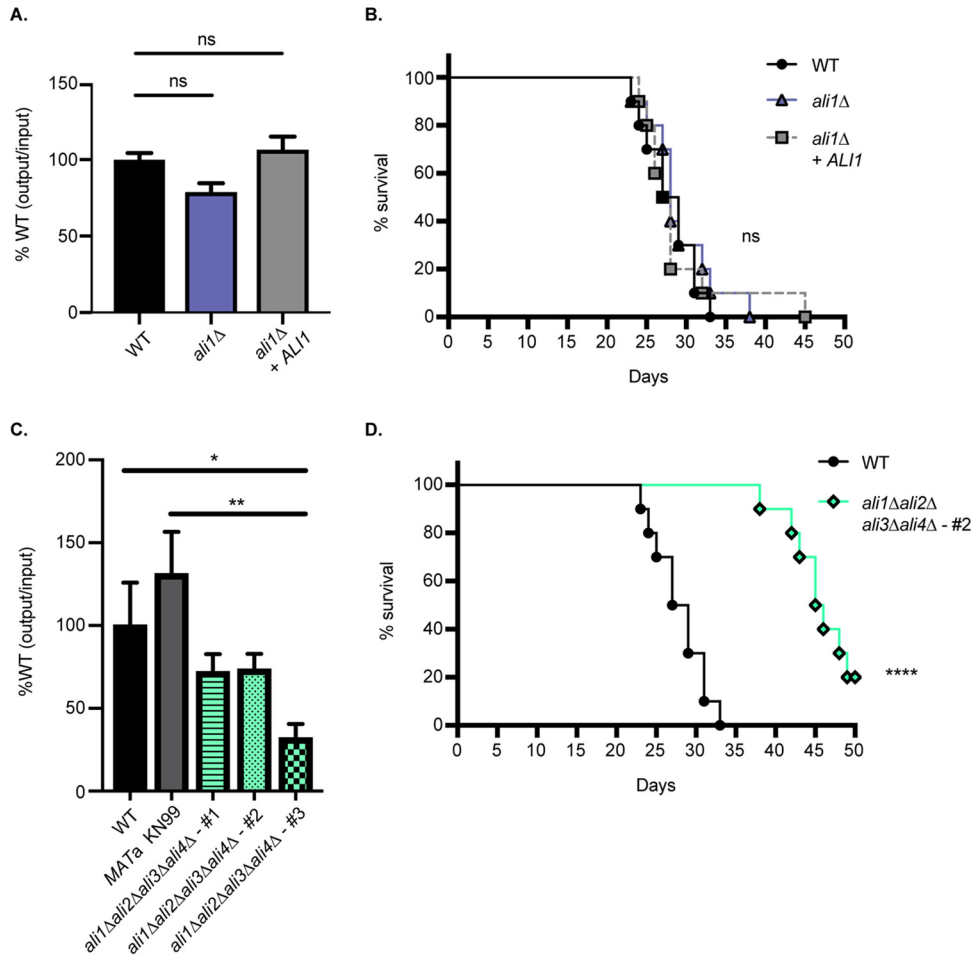 A.
ns
ns
150
100
50
0
% WT (output/input)
WT
ali1Δ
ali1Δ
+ ALI1
B.
WT
ali1Δ
ali1Δ
+ ALI1
100
80
60
40
20
0
% survival
ns
0 5 10 15 20 25 30 35 40 45 50
Days
C.
*
**
200
150
100
50
0
%WT (output/input)
WT
MATa KN99
ali1Δali2Δali3Δali4Δ - #1
ali1Δali2Δali3Δali4Δ - #2
ali1Δali2Δali3Δali4Δ - #3
D.
WT
ali1Δali2Δ
ali3Δali4Δ - #2
100
80
60
40
20
0
% survival
****
0 5 10 15 20 25 30 35 40 45 50
Days